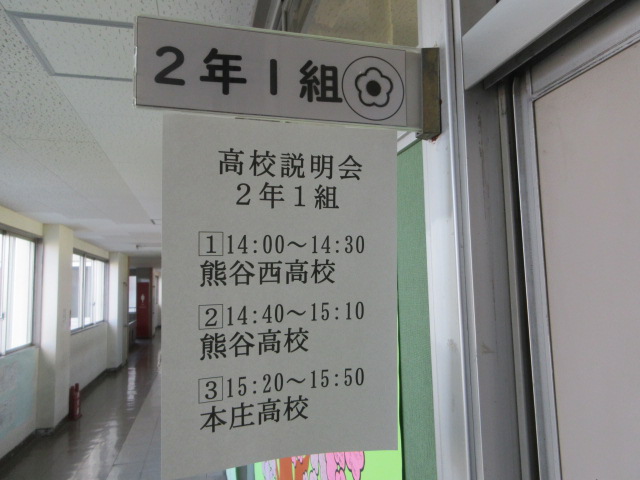 ２年１組
高校説明会
２年１組
1 14:00～14:30
熊谷西高校
2 14:40～15:10
熊谷高校
3 15:20～15:50
本庄高校